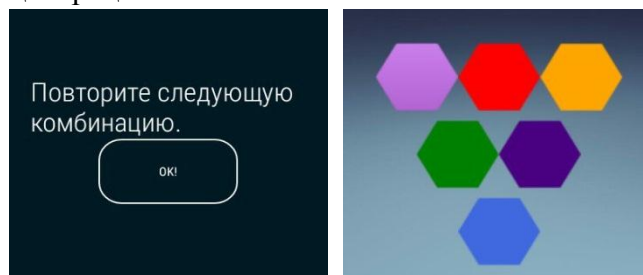 Повторите следующую
комбинацию.
OK!